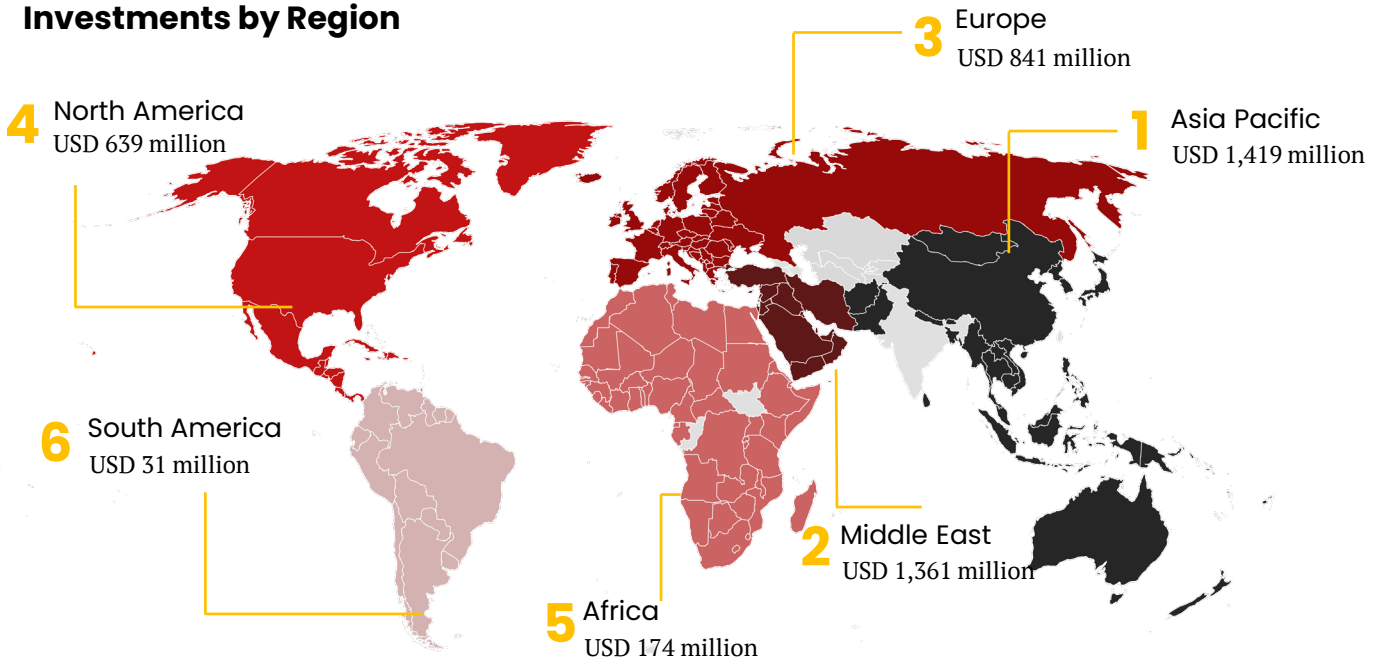 Investments by Region
3
Europe
USD 841 million
4
North America
USD 639 million
1
Asia Pacific
USD 1,419 million
6
South America
USD 31 million
2
Middle East
USD 1,361 million
5
Africa
USD 174 million